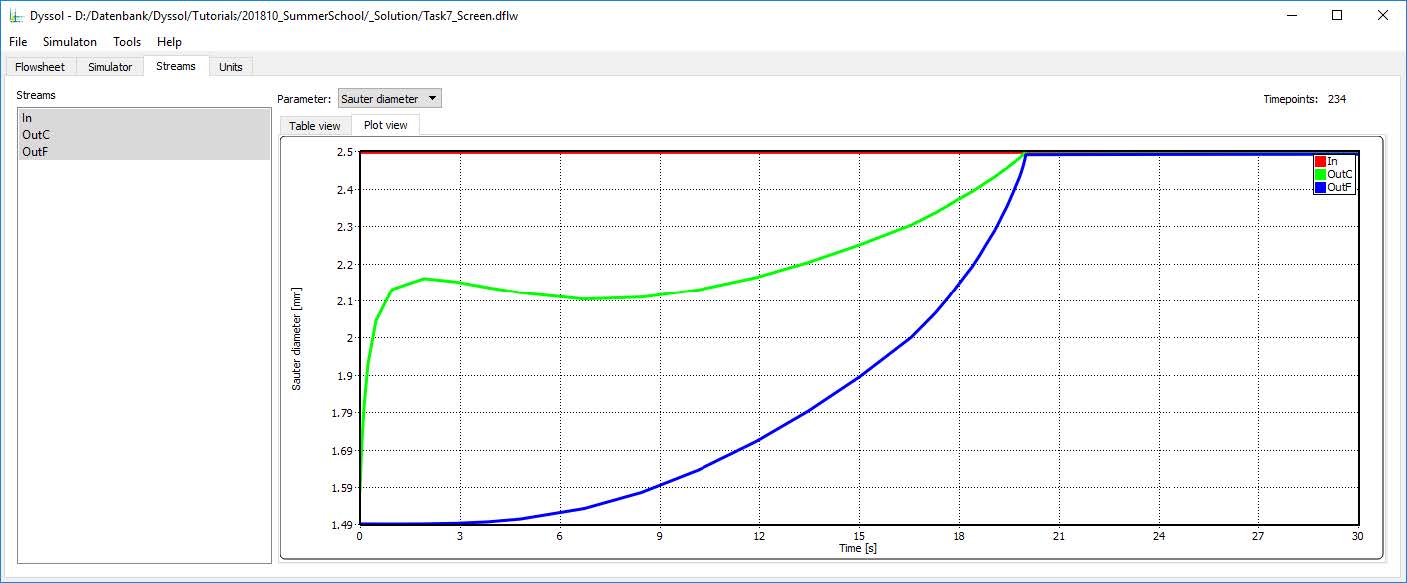 Dyssol - D:/Datenbank/Dyssol/Tutorials/201810_SummerSchool/_Solution/Task7_Screen.dflw
File Simulaton Tools Help
Flowsheet Simulator Streams Units
Streams
In
OutC
OutF
Parameter: Sauter diameter
Timepoints: 234
Table view Plot view
Sauter diameter [mr]
2.5
2.4
2.3
2.2
2.1
2
1.9
1.79
1.69
1.59
1.49
In
OutC
OutF
0 3 6 9 12 15 18 21 24 27 30
Time [s]